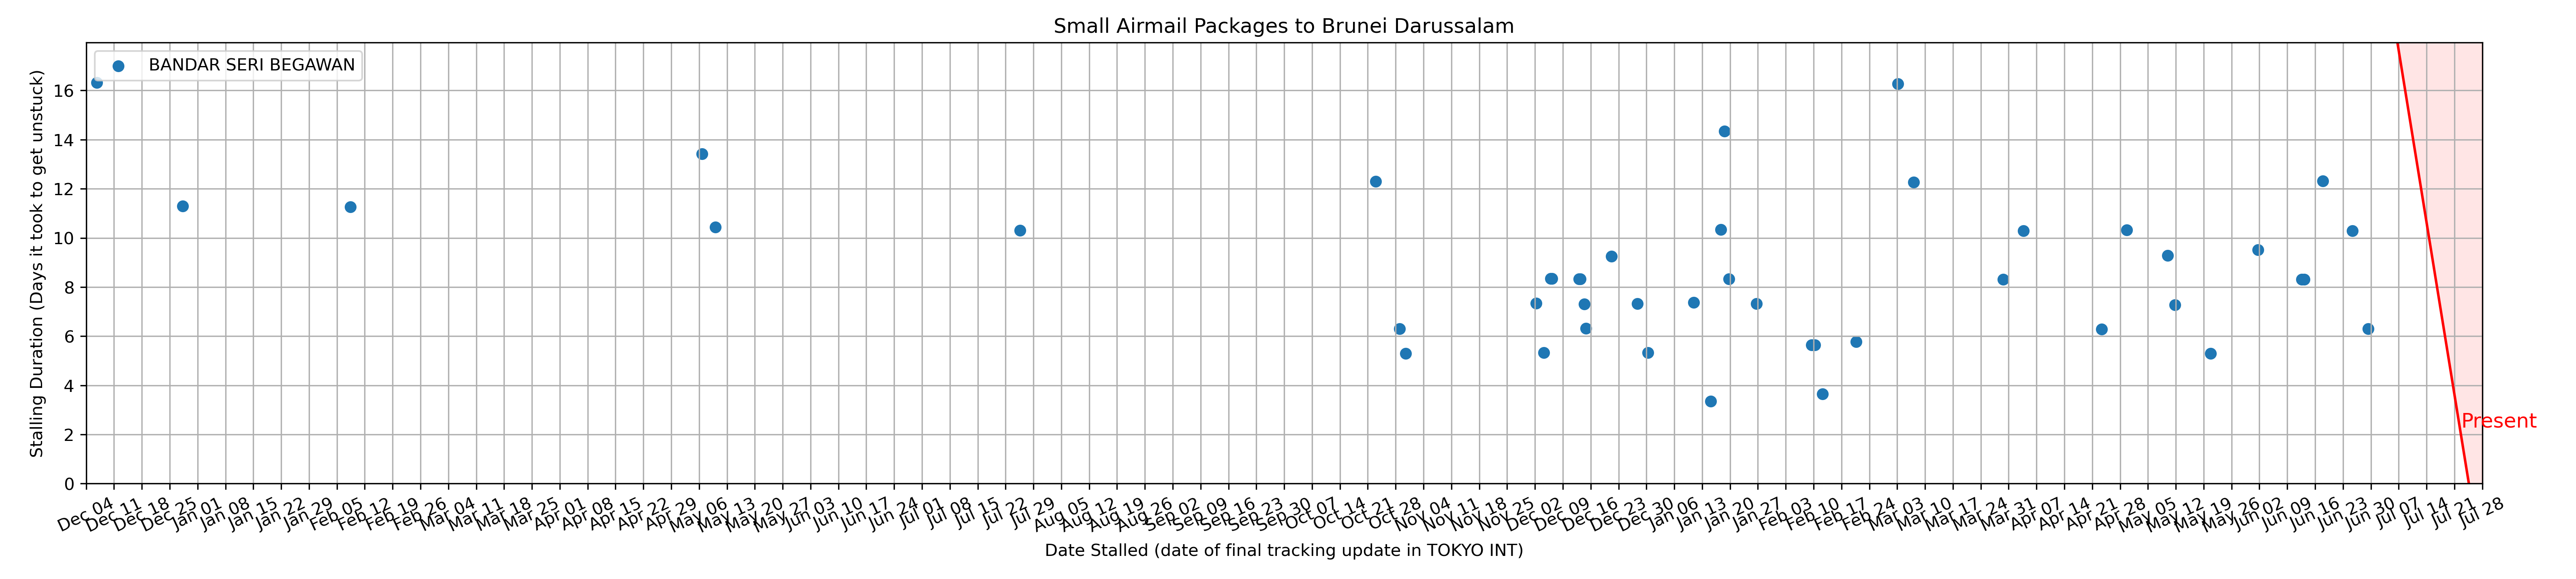 Small Airmail Packages to Brunei Darussalam
BANDAR SERI BEGAWAN
Stalling Duration (Days it took to get unstuck)
16
14
12
10
8
6
4
2
0
Present
Dec 04 Dec 11 Dec 18 Dec 25 Jan 01 Jan 08 Jan 15 Jan 22 Jan 29 Feb 05 Feb 12 Feb 19 Feb 26 Mar 04 Mar 11 Mar 18 Mar 25 Apr 01 Apr 08 Apr 15 Apr 22 Apr 29 May 06 May 13 May 20 May 27 Jun 03 Jun 10 Jun 17 Jun 24 Jul 01 Jul 08 Jul 15 Jul 22 Jul 29 Aug 05 Aug 12 Aug 19 Aug 26 Sep 02 Sep 09 Sep 16 Sep 23 Sep 30 Oct 07 Oct 14 Oct 21 Oct 28 Nov 04 Nov 11 Nov 18 Nov 25 Dec 02 Dec 09 Dec 16 Dec 23 Dec 30 Jan 06 Jan 13 Jan 20 Jan 27 Feb 03 Feb 10 Feb 17 Feb 24 Mar 03 Mar 10 Mar 17 Mar 24 Mar 31 Apr 07 Apr 14 Apr 21 Apr 28 May 05 May 12 May 19 May 26 Jun 02 Jun 09 Jun 16 Jun 23 Jun 30 Jul 07 Jul 14 Jul 21 Jul 28
Date Stalled (date of final tracking update in TOKYO INT)